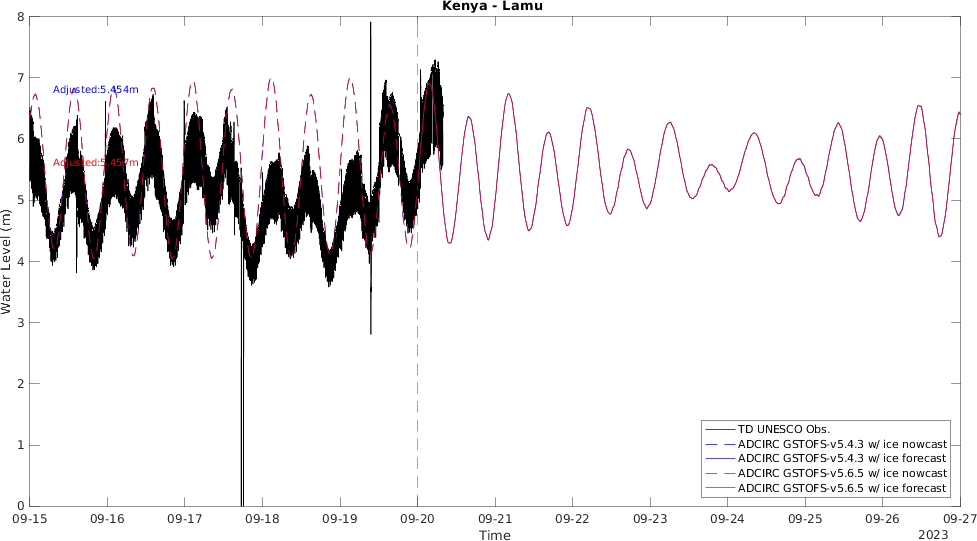 Kenya - Lamu
8
7
6
5
4
3
2
1
0
Water Level (m)
Adjusted:5.454m
Adjusted:5.457m
TD UNESCO Obs.
ADCIRC GSTOFS-v5.4.3 w/ ice nowcast
ADCIRC GSTOFS-v5.4.3 w/ ice forecast
ADCIRC GSTOFS-v5.6.5 w/ ice nowcast
ADCIRC GSTOFS-v5.6.5 w/ ice forecast
09-15 09-16 09-17 09-18 09-19 09-20 09-21 09-22 09-23 09-24 09-25 09-26 09-27
Time
2023